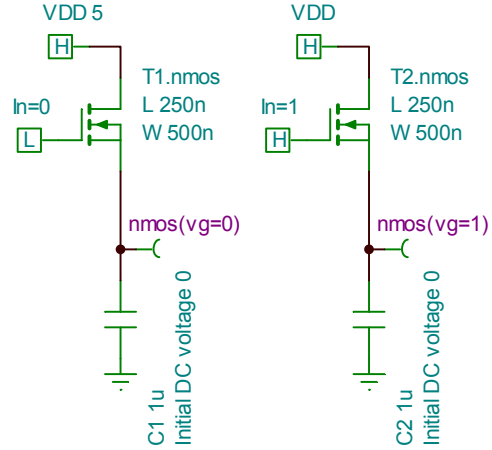 VDD 5
H
T1.nmos
L 250n
W 500n
In=0
L
nmos(vg=0)
C1 1u
Initial DC voltage 0
VDD
H
T2.nmos
L 250n
W 500n
In=1
H
nmos(vg=1)
C2 1u
Initial DC voltage 0